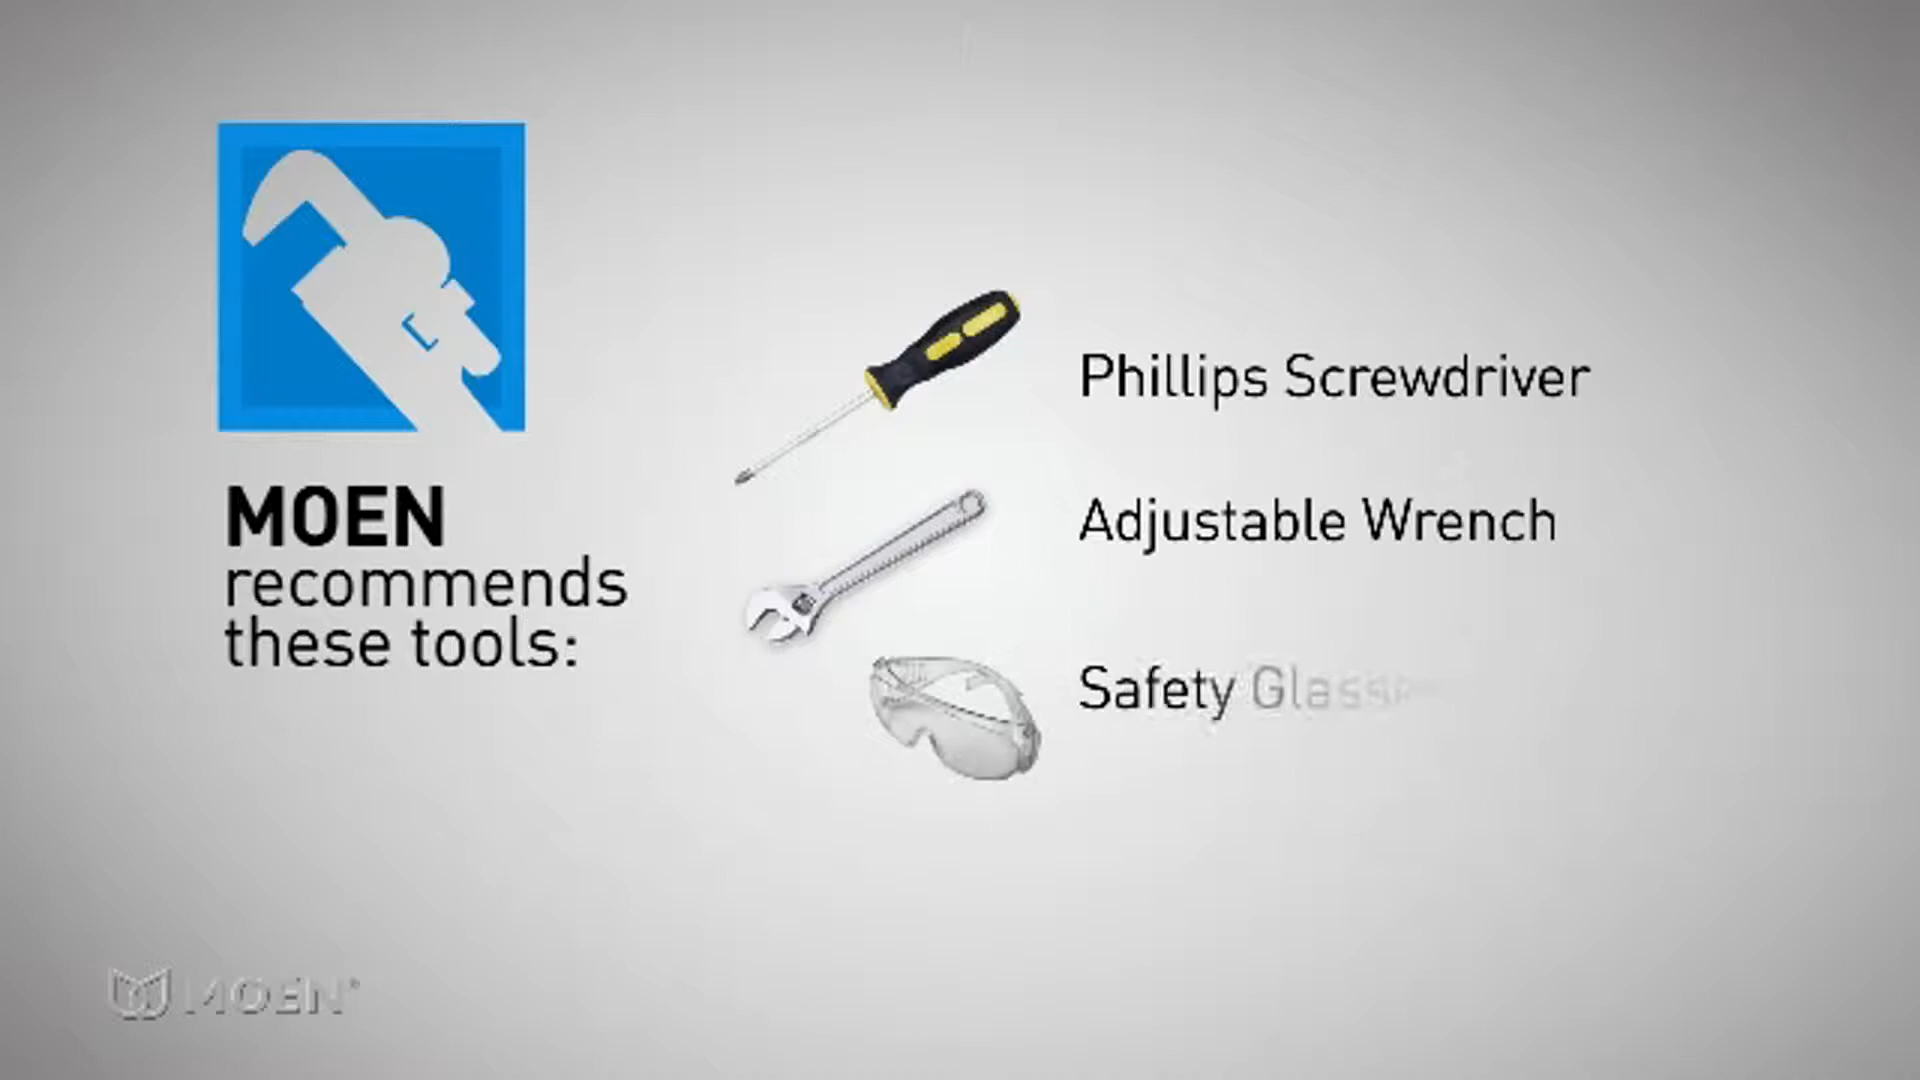 MOEN
recommends
these tools:
Phillips Screwdriver
Adjustable Wrench
Safety
MOEN